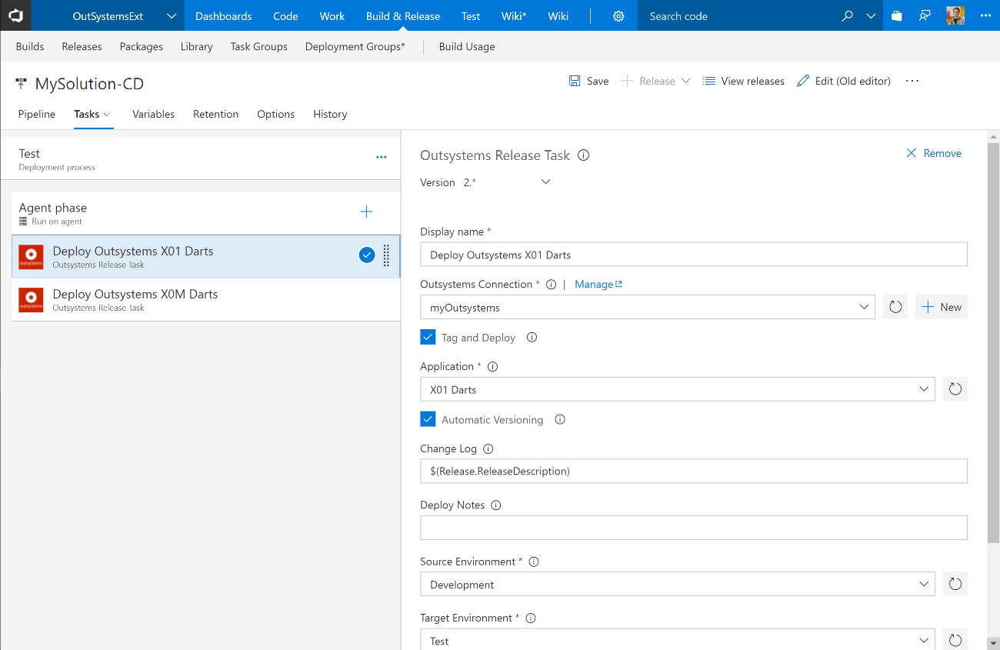 OutSystemsExt Dashboards Code Work Build & Release Test Wiki* Wiki Search code
Builds Releases Packages Library Task Groups Deployment Groups* Build Usage
MySolution-CD
Save Release View releases Edit (Old editor)
Pipeline Tasks Variables Retention Options History
Test
Deployment process
Agent phase
Run on agent
outsystems
Deploy Outsystems X01 Darts
Outsystems Release Task
outsystems
Deploy Outsystems X0M Darts
Outsystems Release Task
Outsystems Release Task
Remove
Version 2.*
Display name *
Deploy Outsystems X01 Darts
Outsystems Connection * | Manage
myOutsystems
New
Tag and Deploy
Application *
X01 Darts
Automatic Versioning
Change Log
$(Release.ReleaseDescription)
Deploy Notes
Source Environment *
Development
Target Environment *
Test